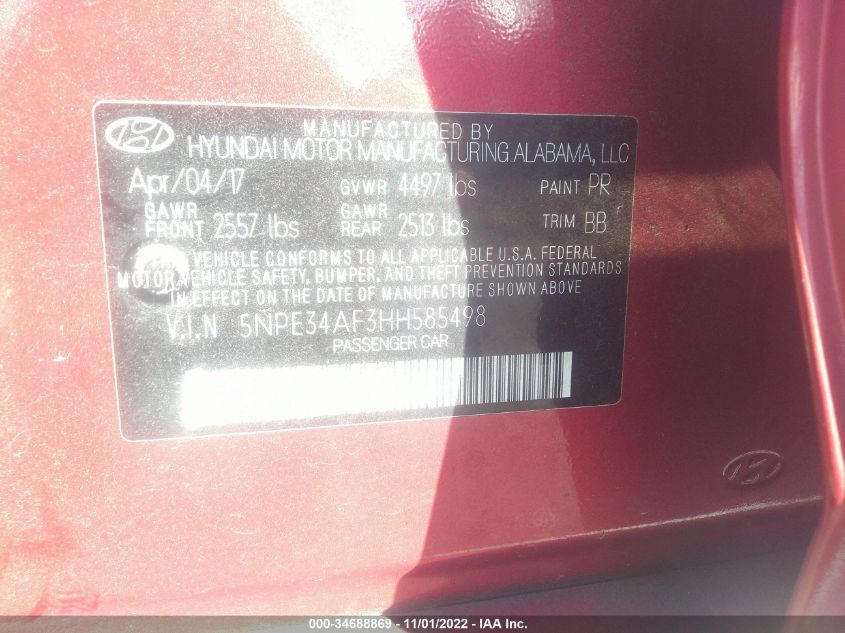 MANUFACTURED BY
HYUNDAI MOTOR MANUFACTURING ALABAMA, LLC
Apr/04/17 GVWR 4497 lbs PAINT PR
GAWR FRONT 2557 lbs GAWR REAR 2513 lbs TRIM BB
VEHICLE CONFORMS TO ALL APPLICABLE U.S.A. FEDERAL
MOTOR VEHICLE SAFETY, BUMPER, AND THEFT PREVENTION STANDARDS
IN EFFECT ON THE DATE OF MANUFACTURE SHOWN ABOVE
V.I.N 5NPE34AF3HH585498
PASSENGER CAR
000-34688869 - 11/01/2022 - IAA Inc.